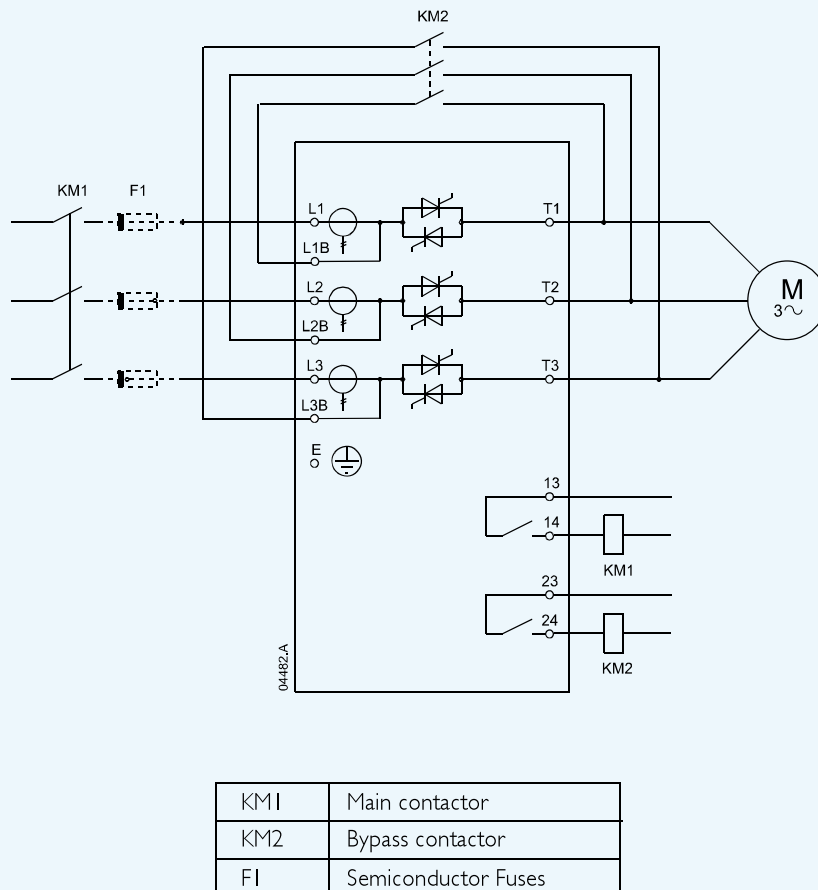 KM2
KM1 F1
L1 T1
L1B
L2 T2
L2B
L3 T3
L3B
E
M
3~
13
14
KM1
23
24
KM2
04482.A
KM1 Main contactor
KM2 Bypass contactor
F1 Semiconductor Fuses